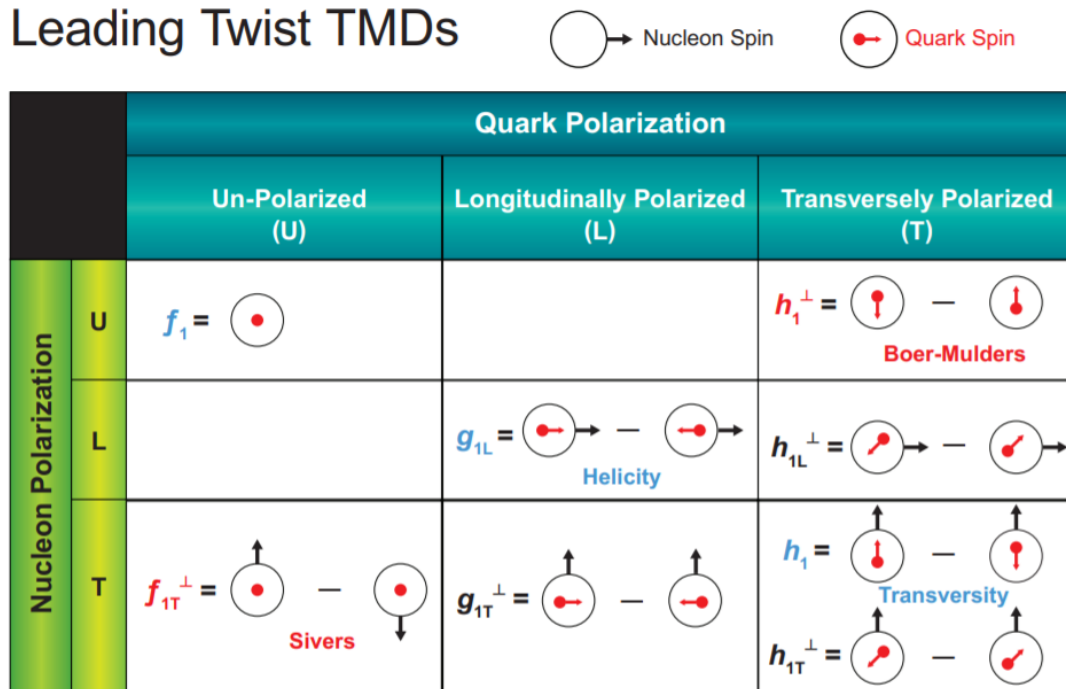 Leading Twist TMDs
Nucleon Spin
Quark Spin
Quark Polarization
Un-Polarized
(U)
Longitudinally Polarized
(L)
Transversely Polarized
(T)
Nucleon Polarization
U
f₁ =
h₁⊥ = −
Boer-Mulders
L
g₁L = −
Helicity
h₁L⊥ = −
T
f₁T⊥ = −
Sivers
g₁T⊥ = −
h₁ = −
Transversity
h₁T⊥ = −